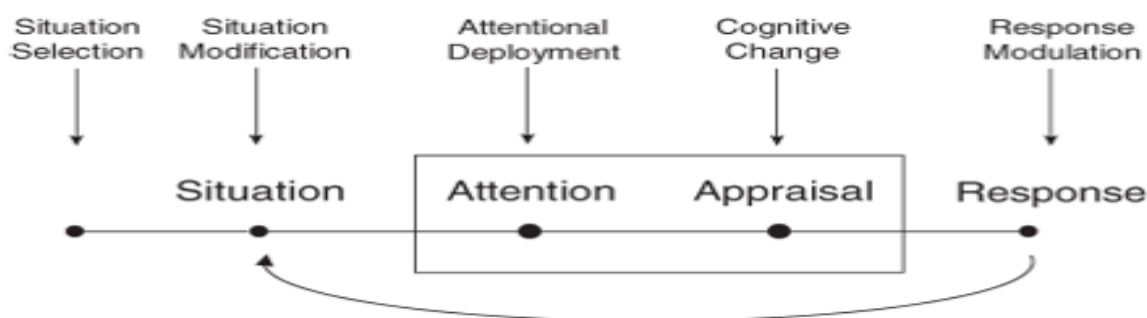 Situation
Selection
Situation
Modification
Attentional
Deployment
Cognitive
Change
Response
Modulation
Situation
Attention
Appraisal
Response